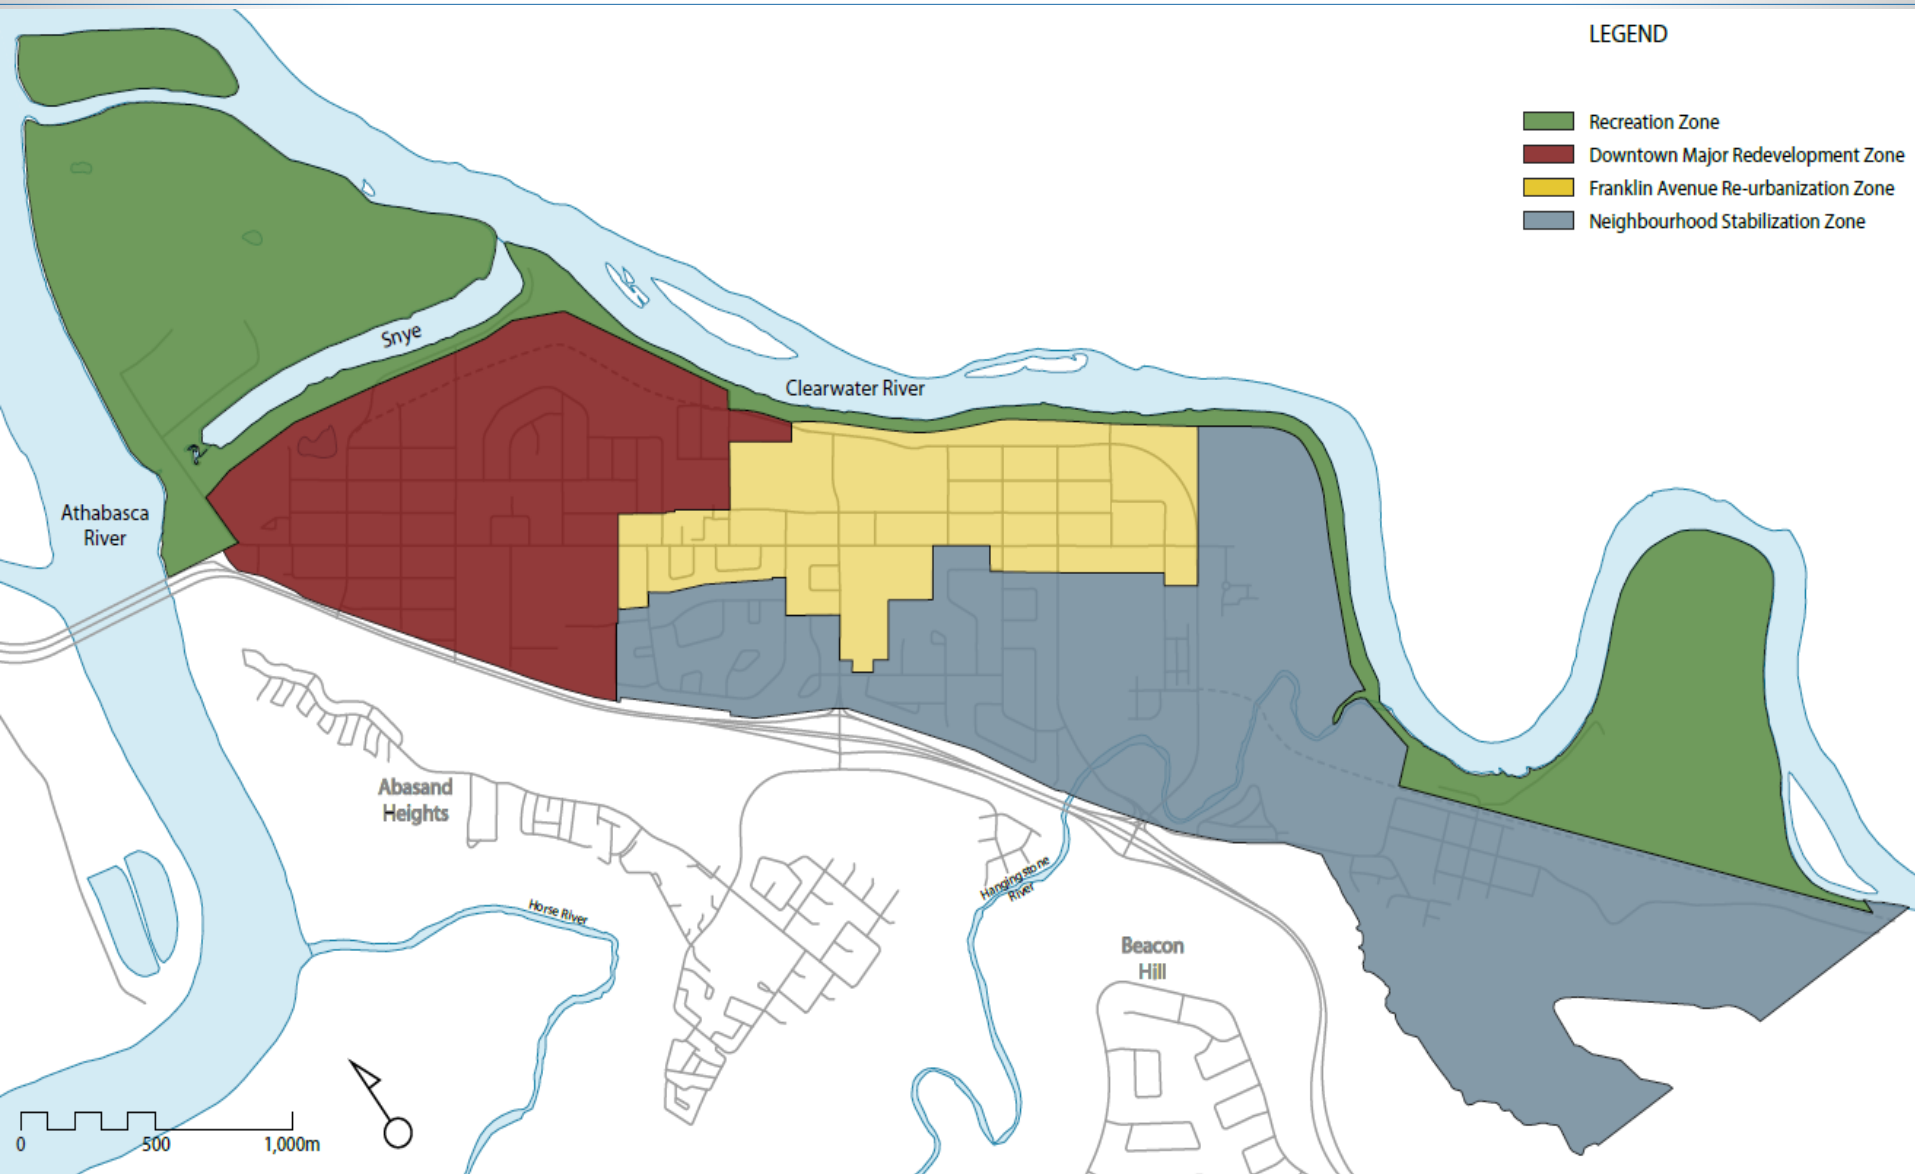 LEGEND
Recreation Zone
Downtown Major Redevelopment Zone
Franklin Avenue Re-urbanization Zone
Neighbourhood Stabilization Zone
Snye
Clearwater River
Athabasca
River
Abasand
Heights
Horse River
Hangingstone
River
Beacon
Hill
0 500 1,000m